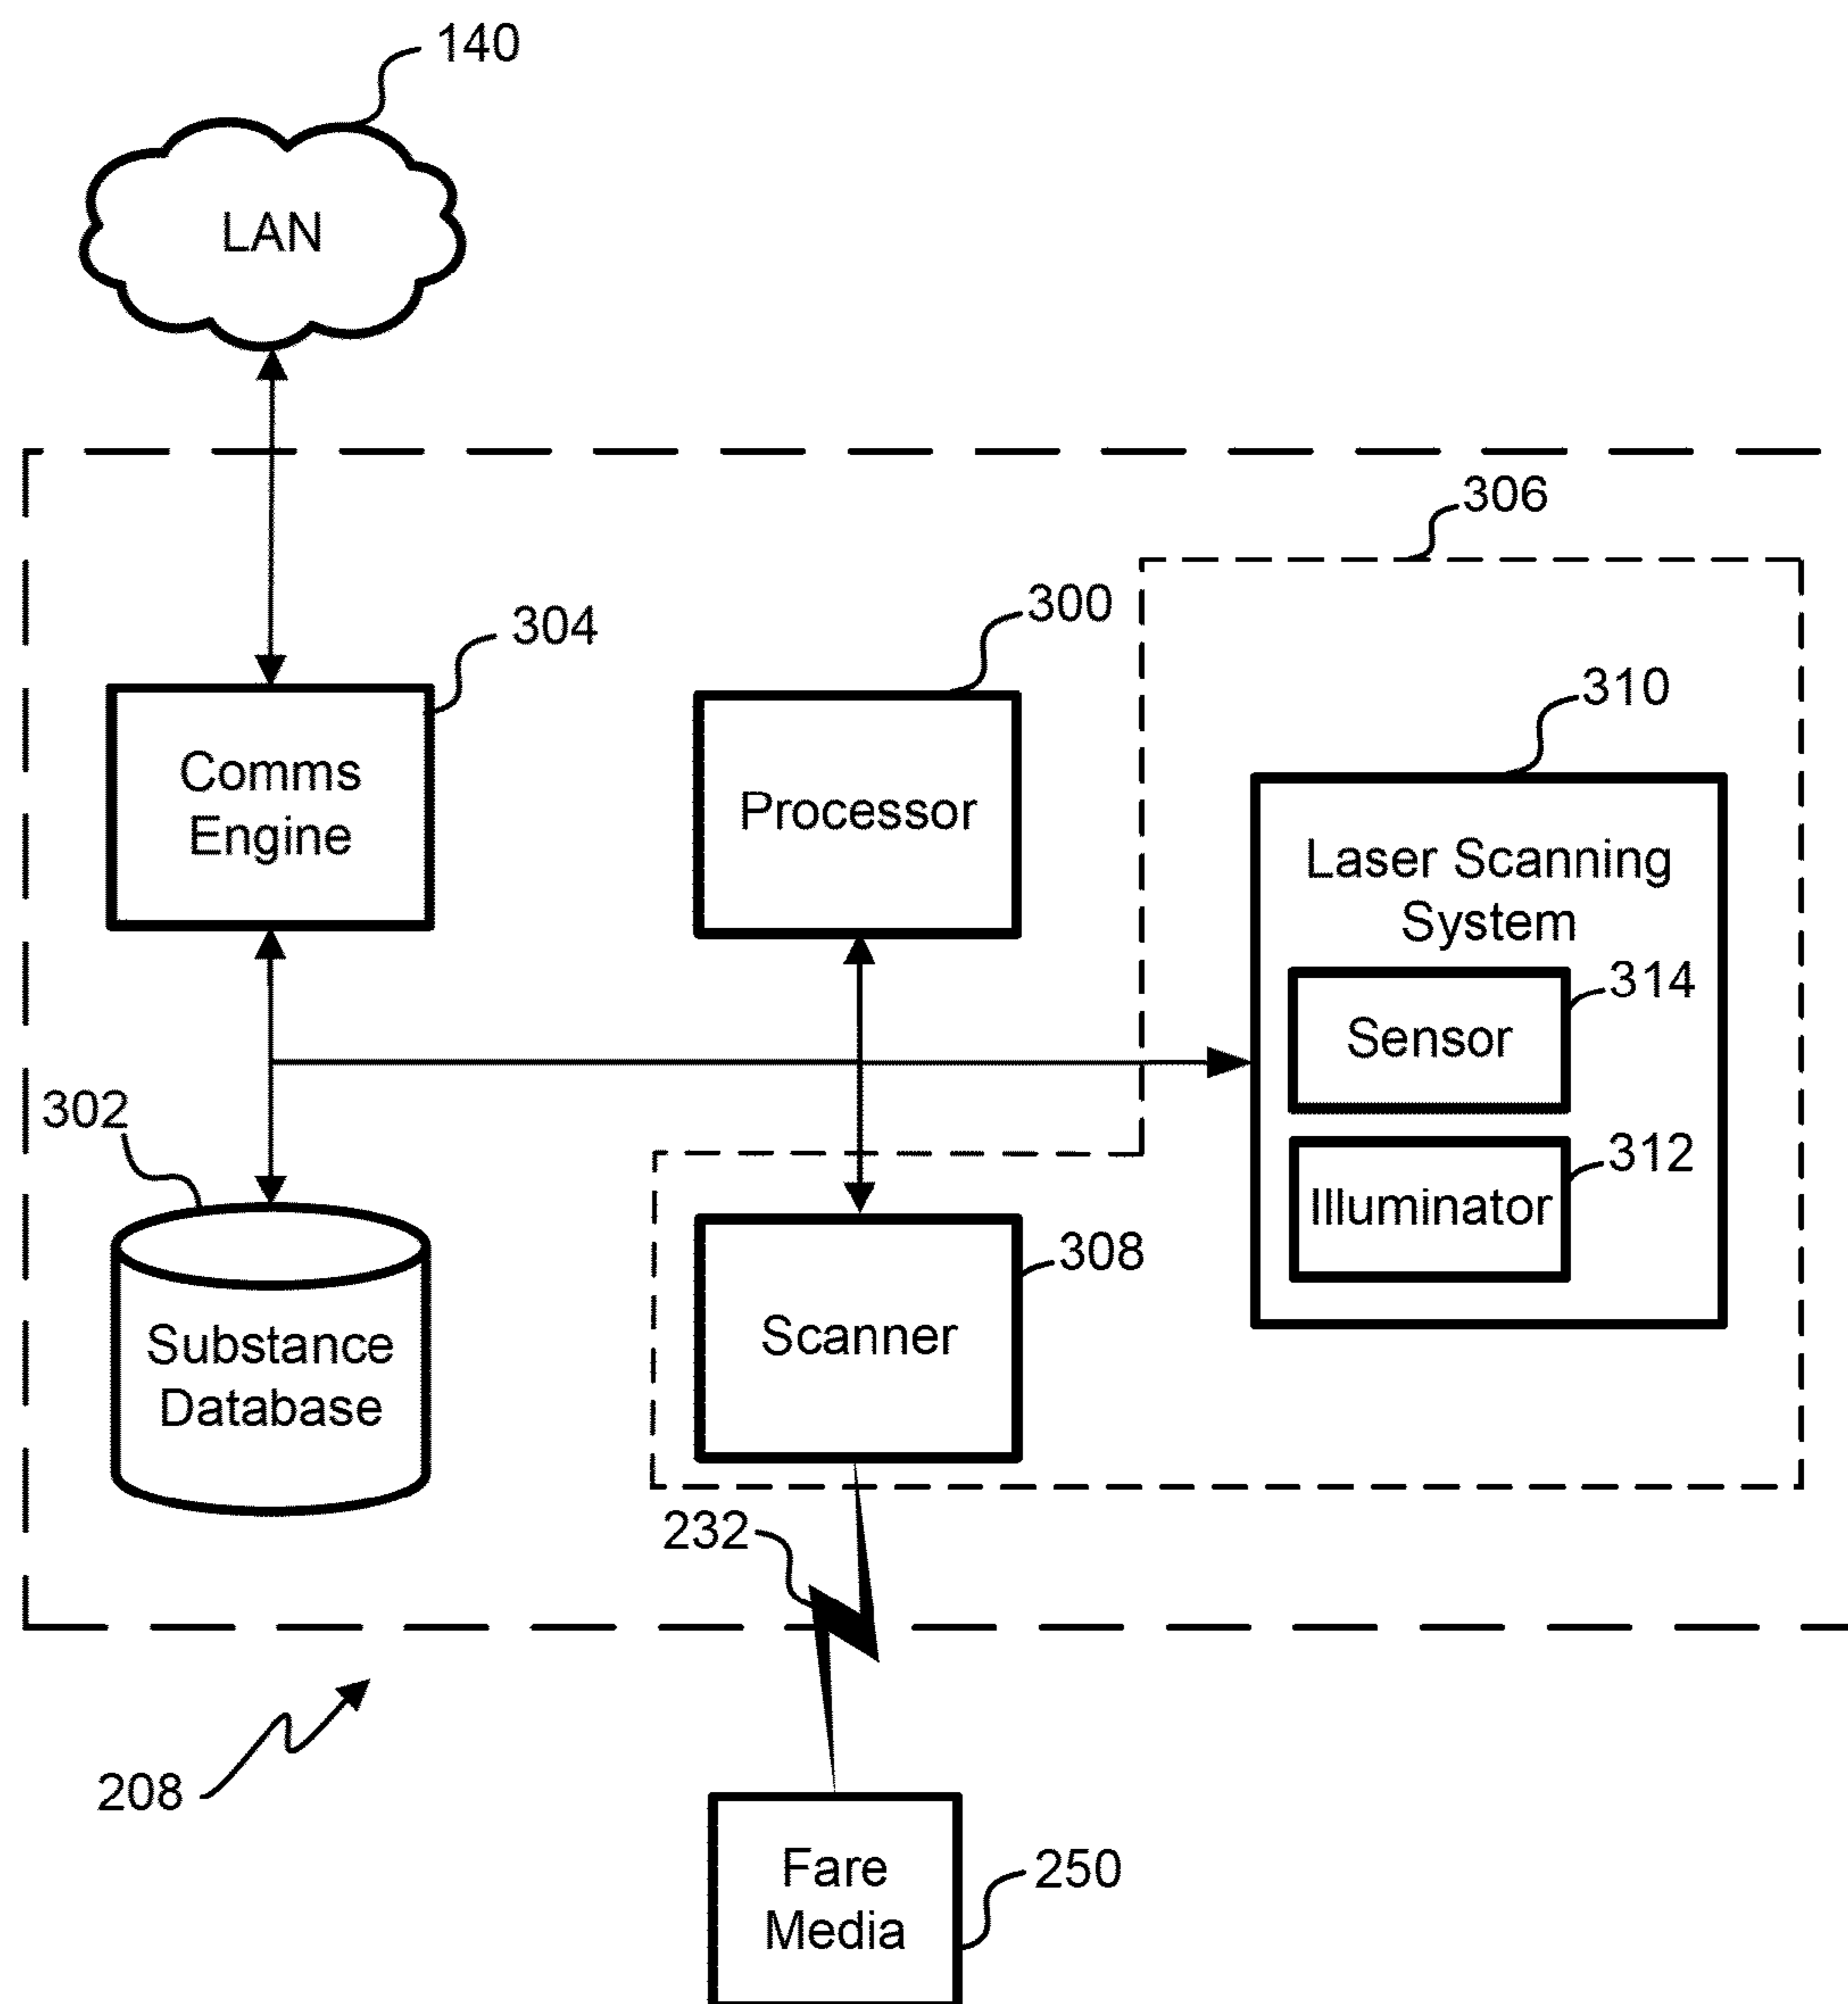 140
LAN
306
300
304
310
Comms
Engine
Processor
Laser Scanning
System
314
Sensor
302
312
Illuminator
308
Substance
Database
Scanner
232
208
250
Fare
Media